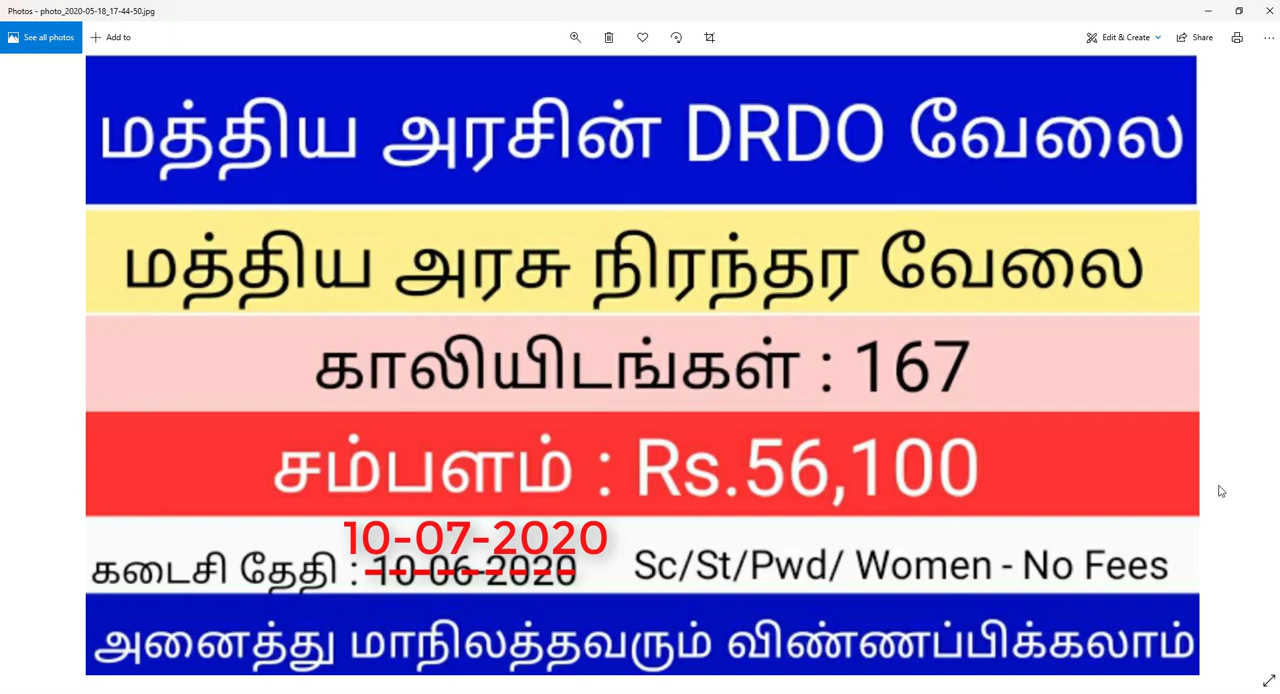 Photos - photo_2020-05-18_17-44-50.jpg
See all photos
Add to
Edit & Create
Share
மத்திய அரசின் DRDO வேலை
மத்திய அரசு நிரந்தர வேலை
காலியிடங்கள் : 167
சம்பளம் : Rs.56,100
10-07-2020
கடைசி தேதி : 10-06-2020 Sc/St/Pwd/ Women - No Fees
அனைத்து மாநிலத்தவரும் விண்ணப்பிக்கலாம்